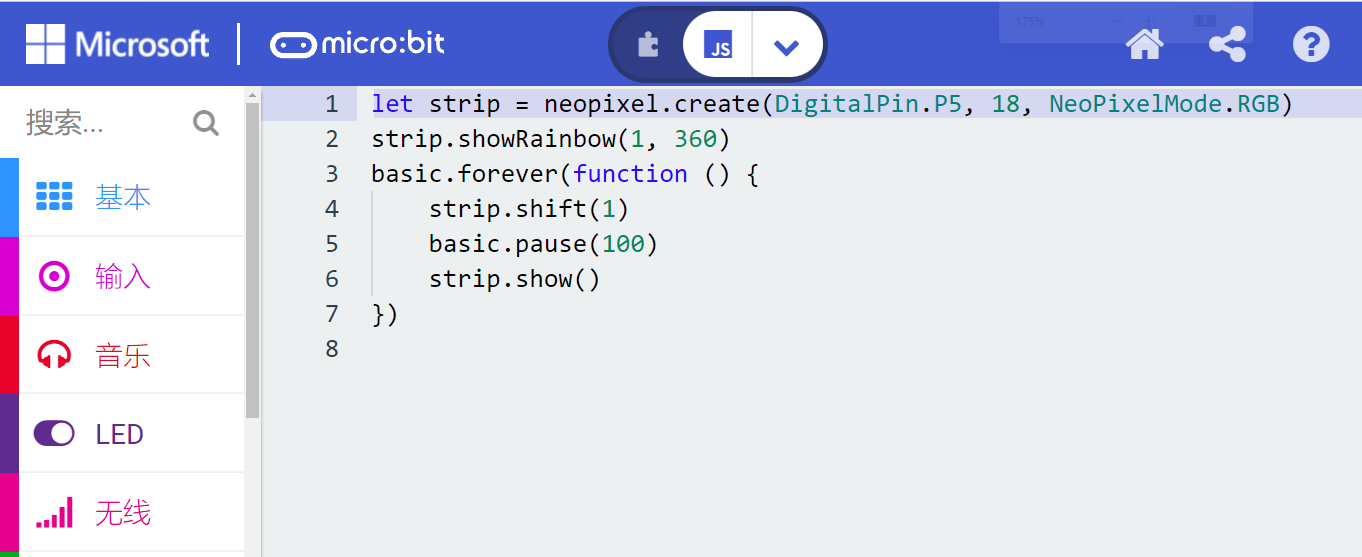 Microsoft micro:bit JS
175% — + 重置
搜索...
基本
输入
音乐
LED
无线
1 let strip = neopixel.create(DigitalPin.P5, 18, NeoPixelMode.RGB)
2 strip.showRainbow(1, 360)
3 basic.forever(function () {
4     strip.shift(1)
5     basic.pause(100)
6     strip.show()
7 })
8